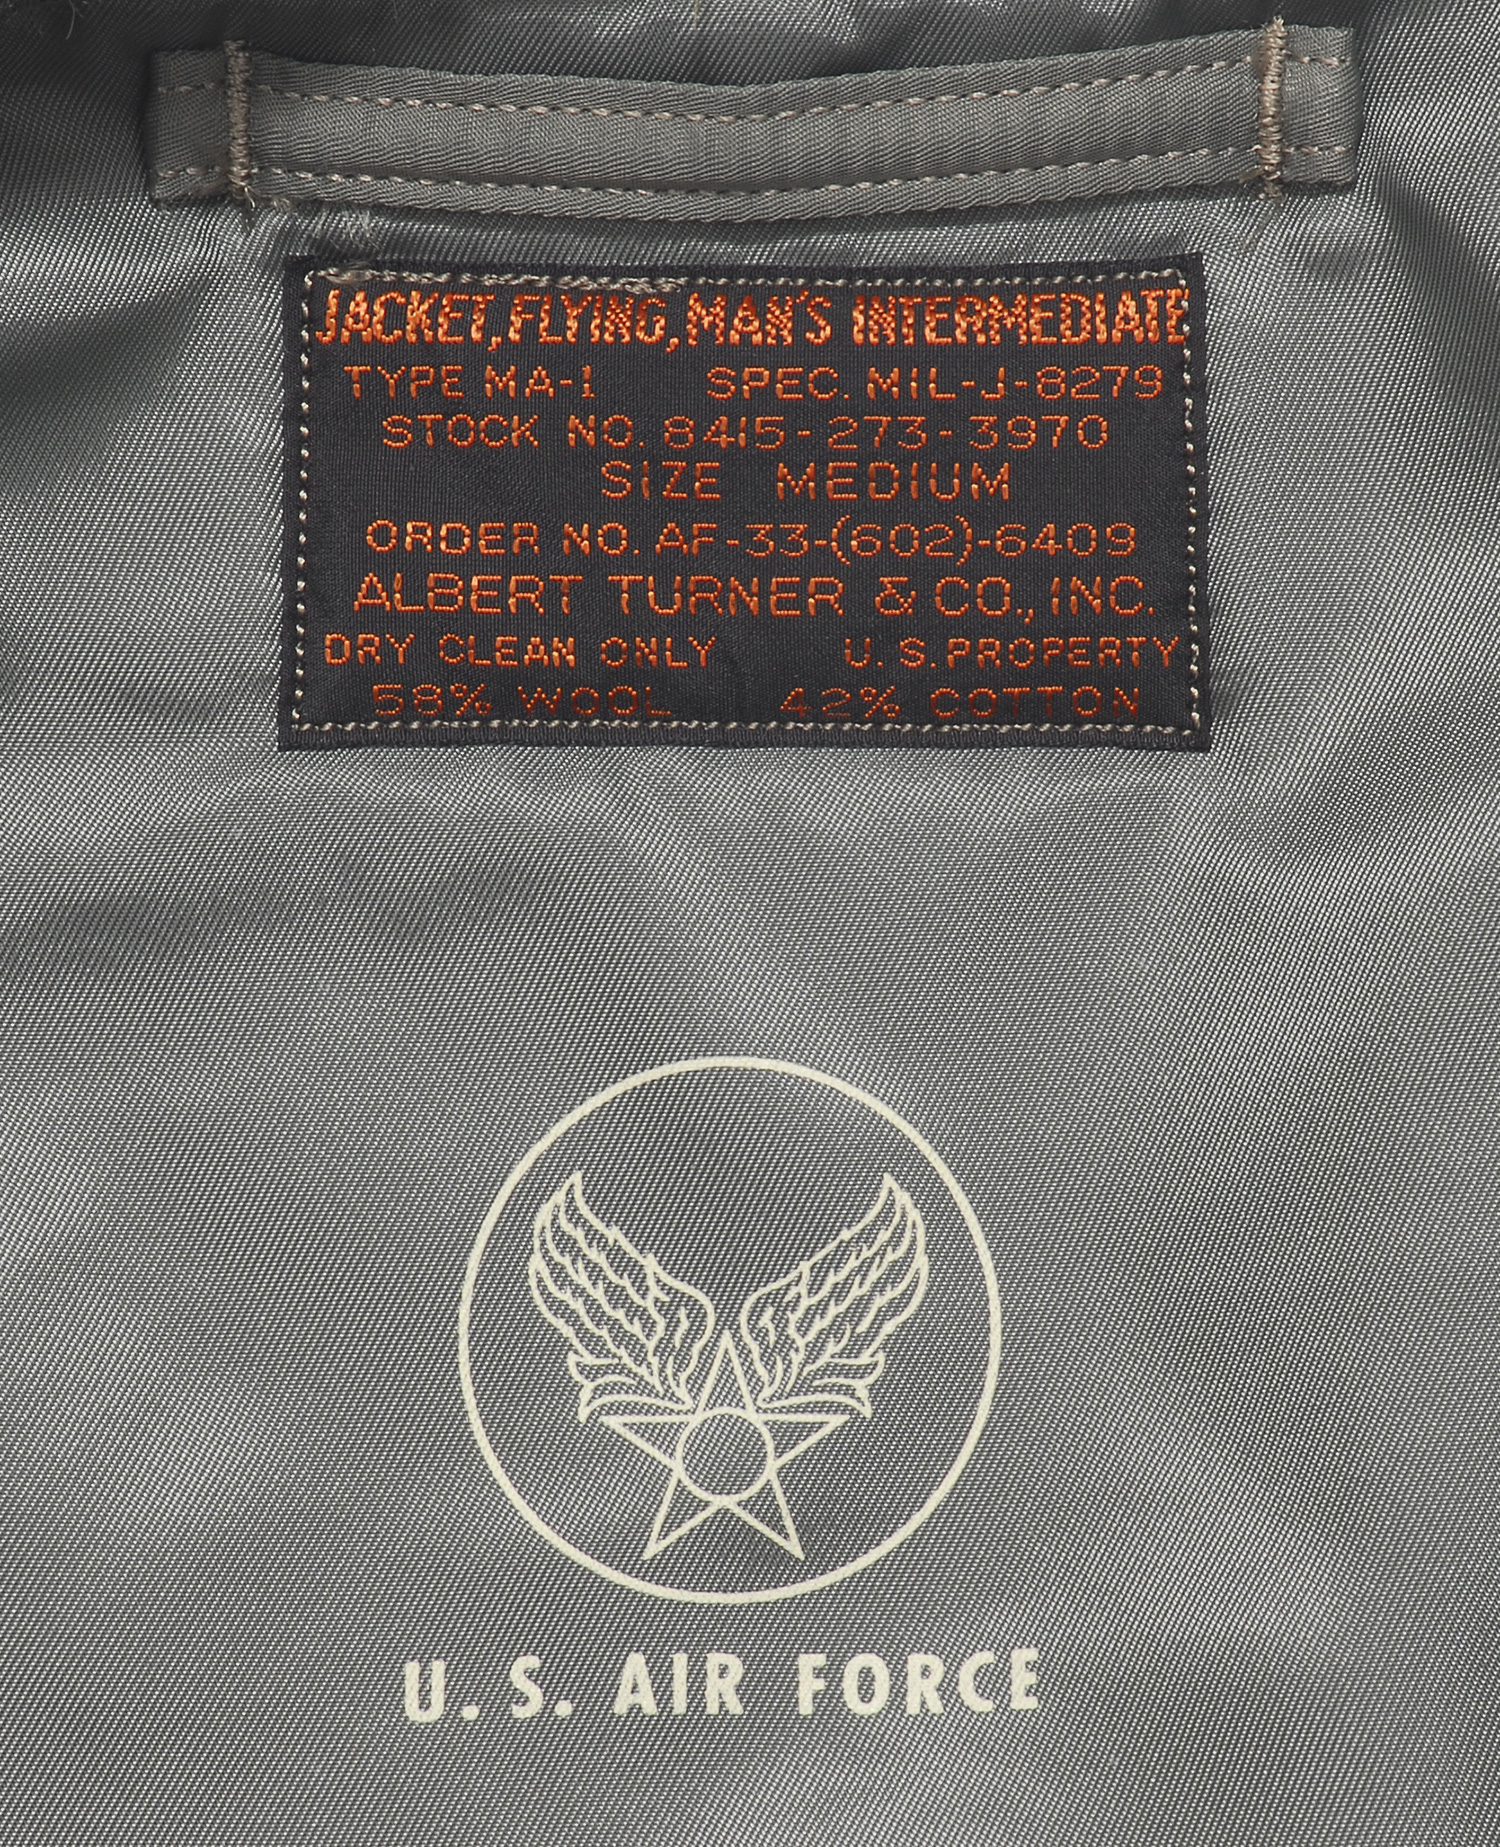 JACKET, FLYING, MAN'S INTERMEDIATE
TYPE MA-1 SPEC. MIL-J-8279
STOCK NO. 8415-273-3970
SIZE MEDIUM
ORDER NO. AF-33-(602)-6409
ALBERT TURNER & CO., INC.
DRY CLEAN ONLY U.S. PROPERTY
58% WOOL 42% COTTON
U.S. AIR FORCE